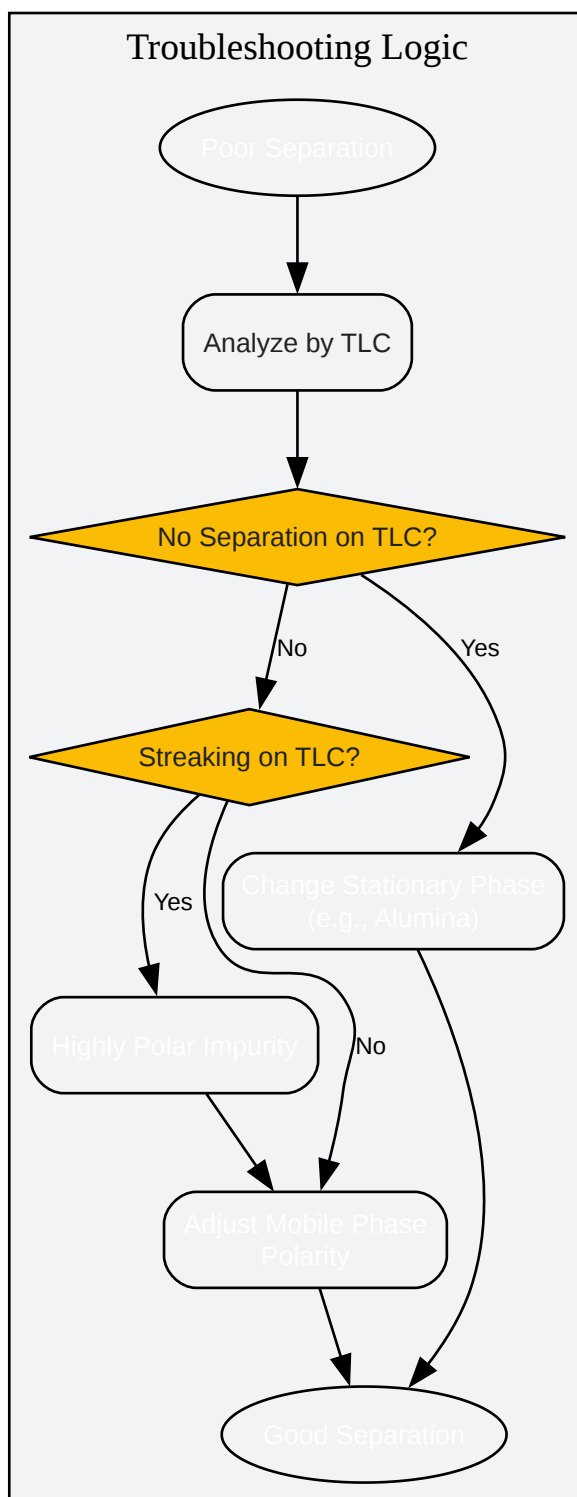 Troubleshooting Logic
Poor Separation
Analyze by TLC
No Separation on TLC?
No
Yes
Streaking on TLC?
Yes
Change Stationary Phase
(e.g., Alumina)
Highly Polar Impurity
No
Adjust Mobile Phase
Polarity
Good Separation